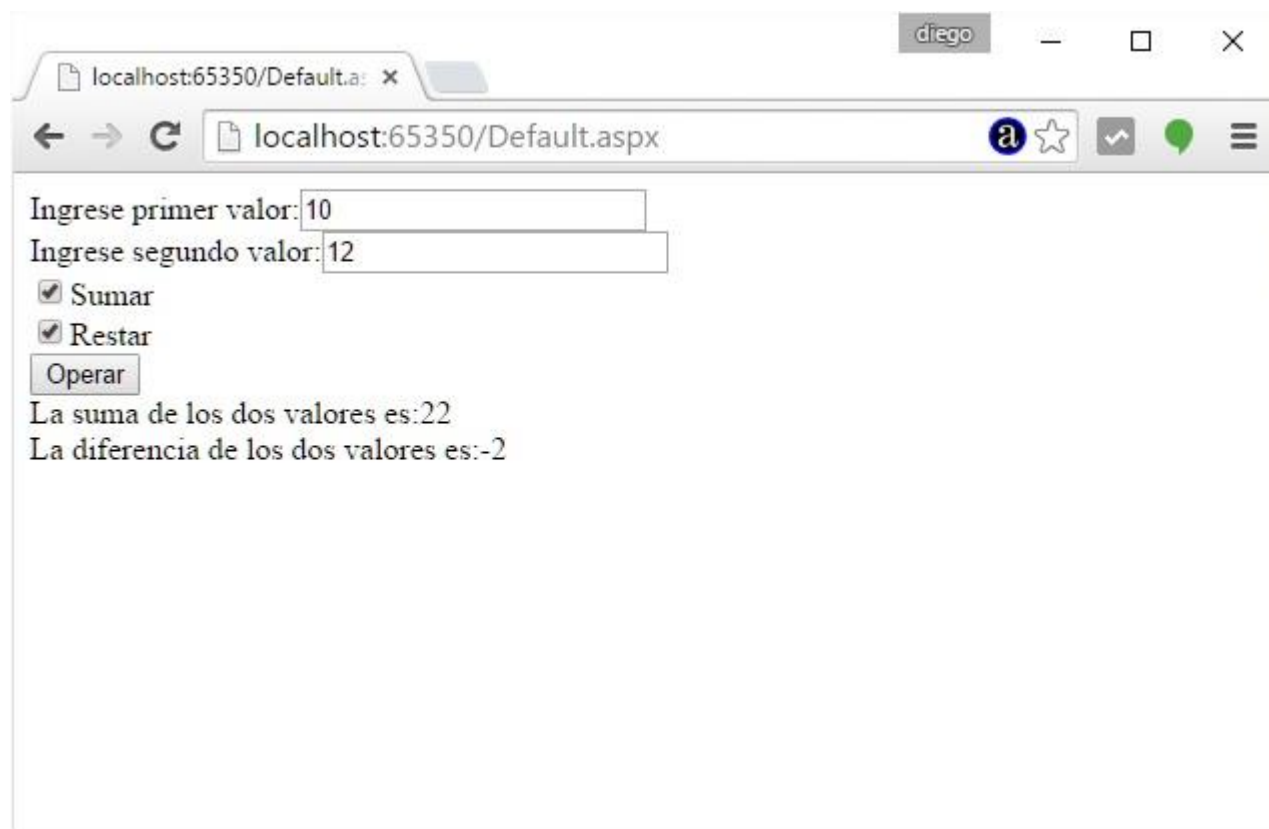 diego
localhost:65350/Default.a
localhost:65350/Default.aspx
a
Ingrese primer valor: 10
Ingrese segundo valor: 12
Sumar
Restar
Operar
La suma de los dos valores es:22
La diferencia de los dos valores es:-2